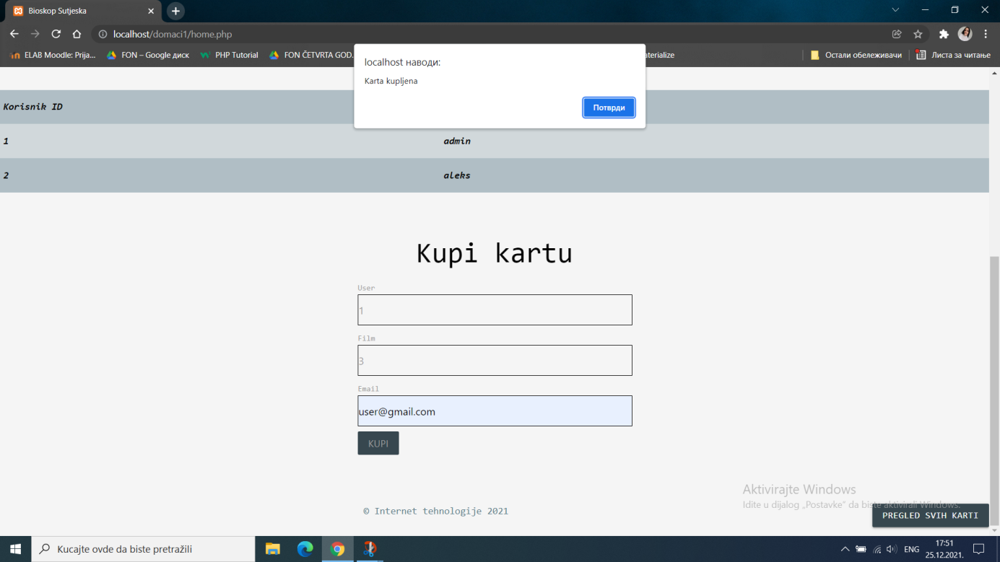 Bioskop Sutjeska
localhost/domaci1/home.php
ELAB Moodle: Prija...
FON – Google диск
PHP Tutorial
FON ČETVRTA GOD.
aterialize
Остали обележивачи
Листа за читање
localhost наводи:
Karta kupljena
Потврди
Korisnik ID
1 admin
2 aleks
Kupi kartu
User
1
Film
3
Email
user@gmail.com
KUPI
Aktivirajte Windows
Idite u dijalog „Postavke“ da biste aktivirali Windows.
© Internet tehnologije 2021
PREGLED SVIH KARTI
Kucajte ovde da biste pretražili
ENG
17:51
25.12.2021.